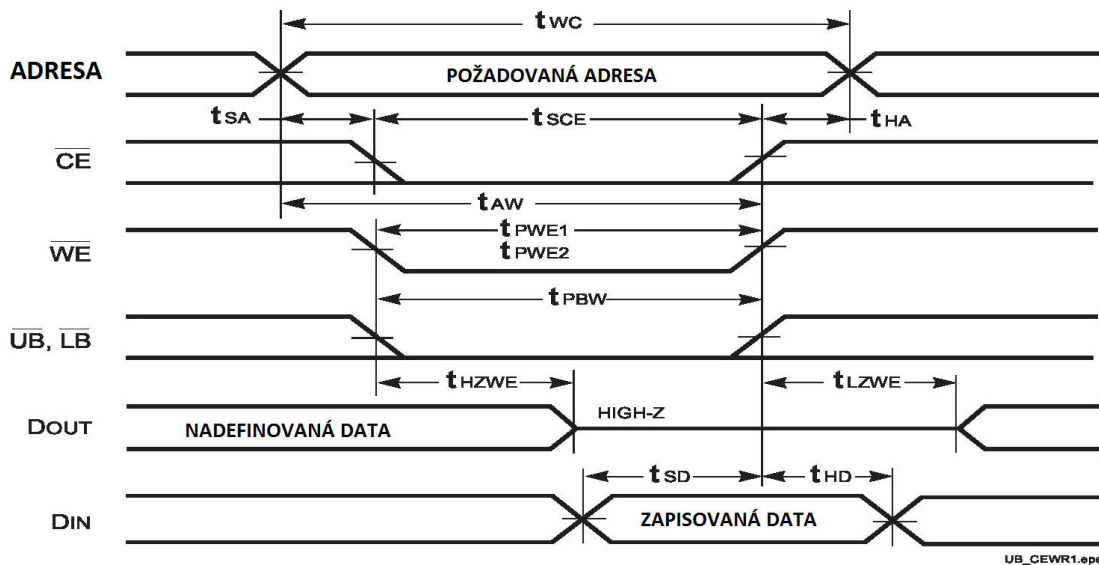 tWC
ADRESA
POŽADOVANÁ ADRESA
tSA
tSCE
tHA
CE
tAW
WE
tPWE1
tPWE2
tPBW
UB, LB
tHZWE
tLZWE
DOUT
NADEFINOVANÁ DATA
HIGH-Z
tSD
tHD
DIN
ZAPISOVANÁ DATA
UB_CEWR1.eps